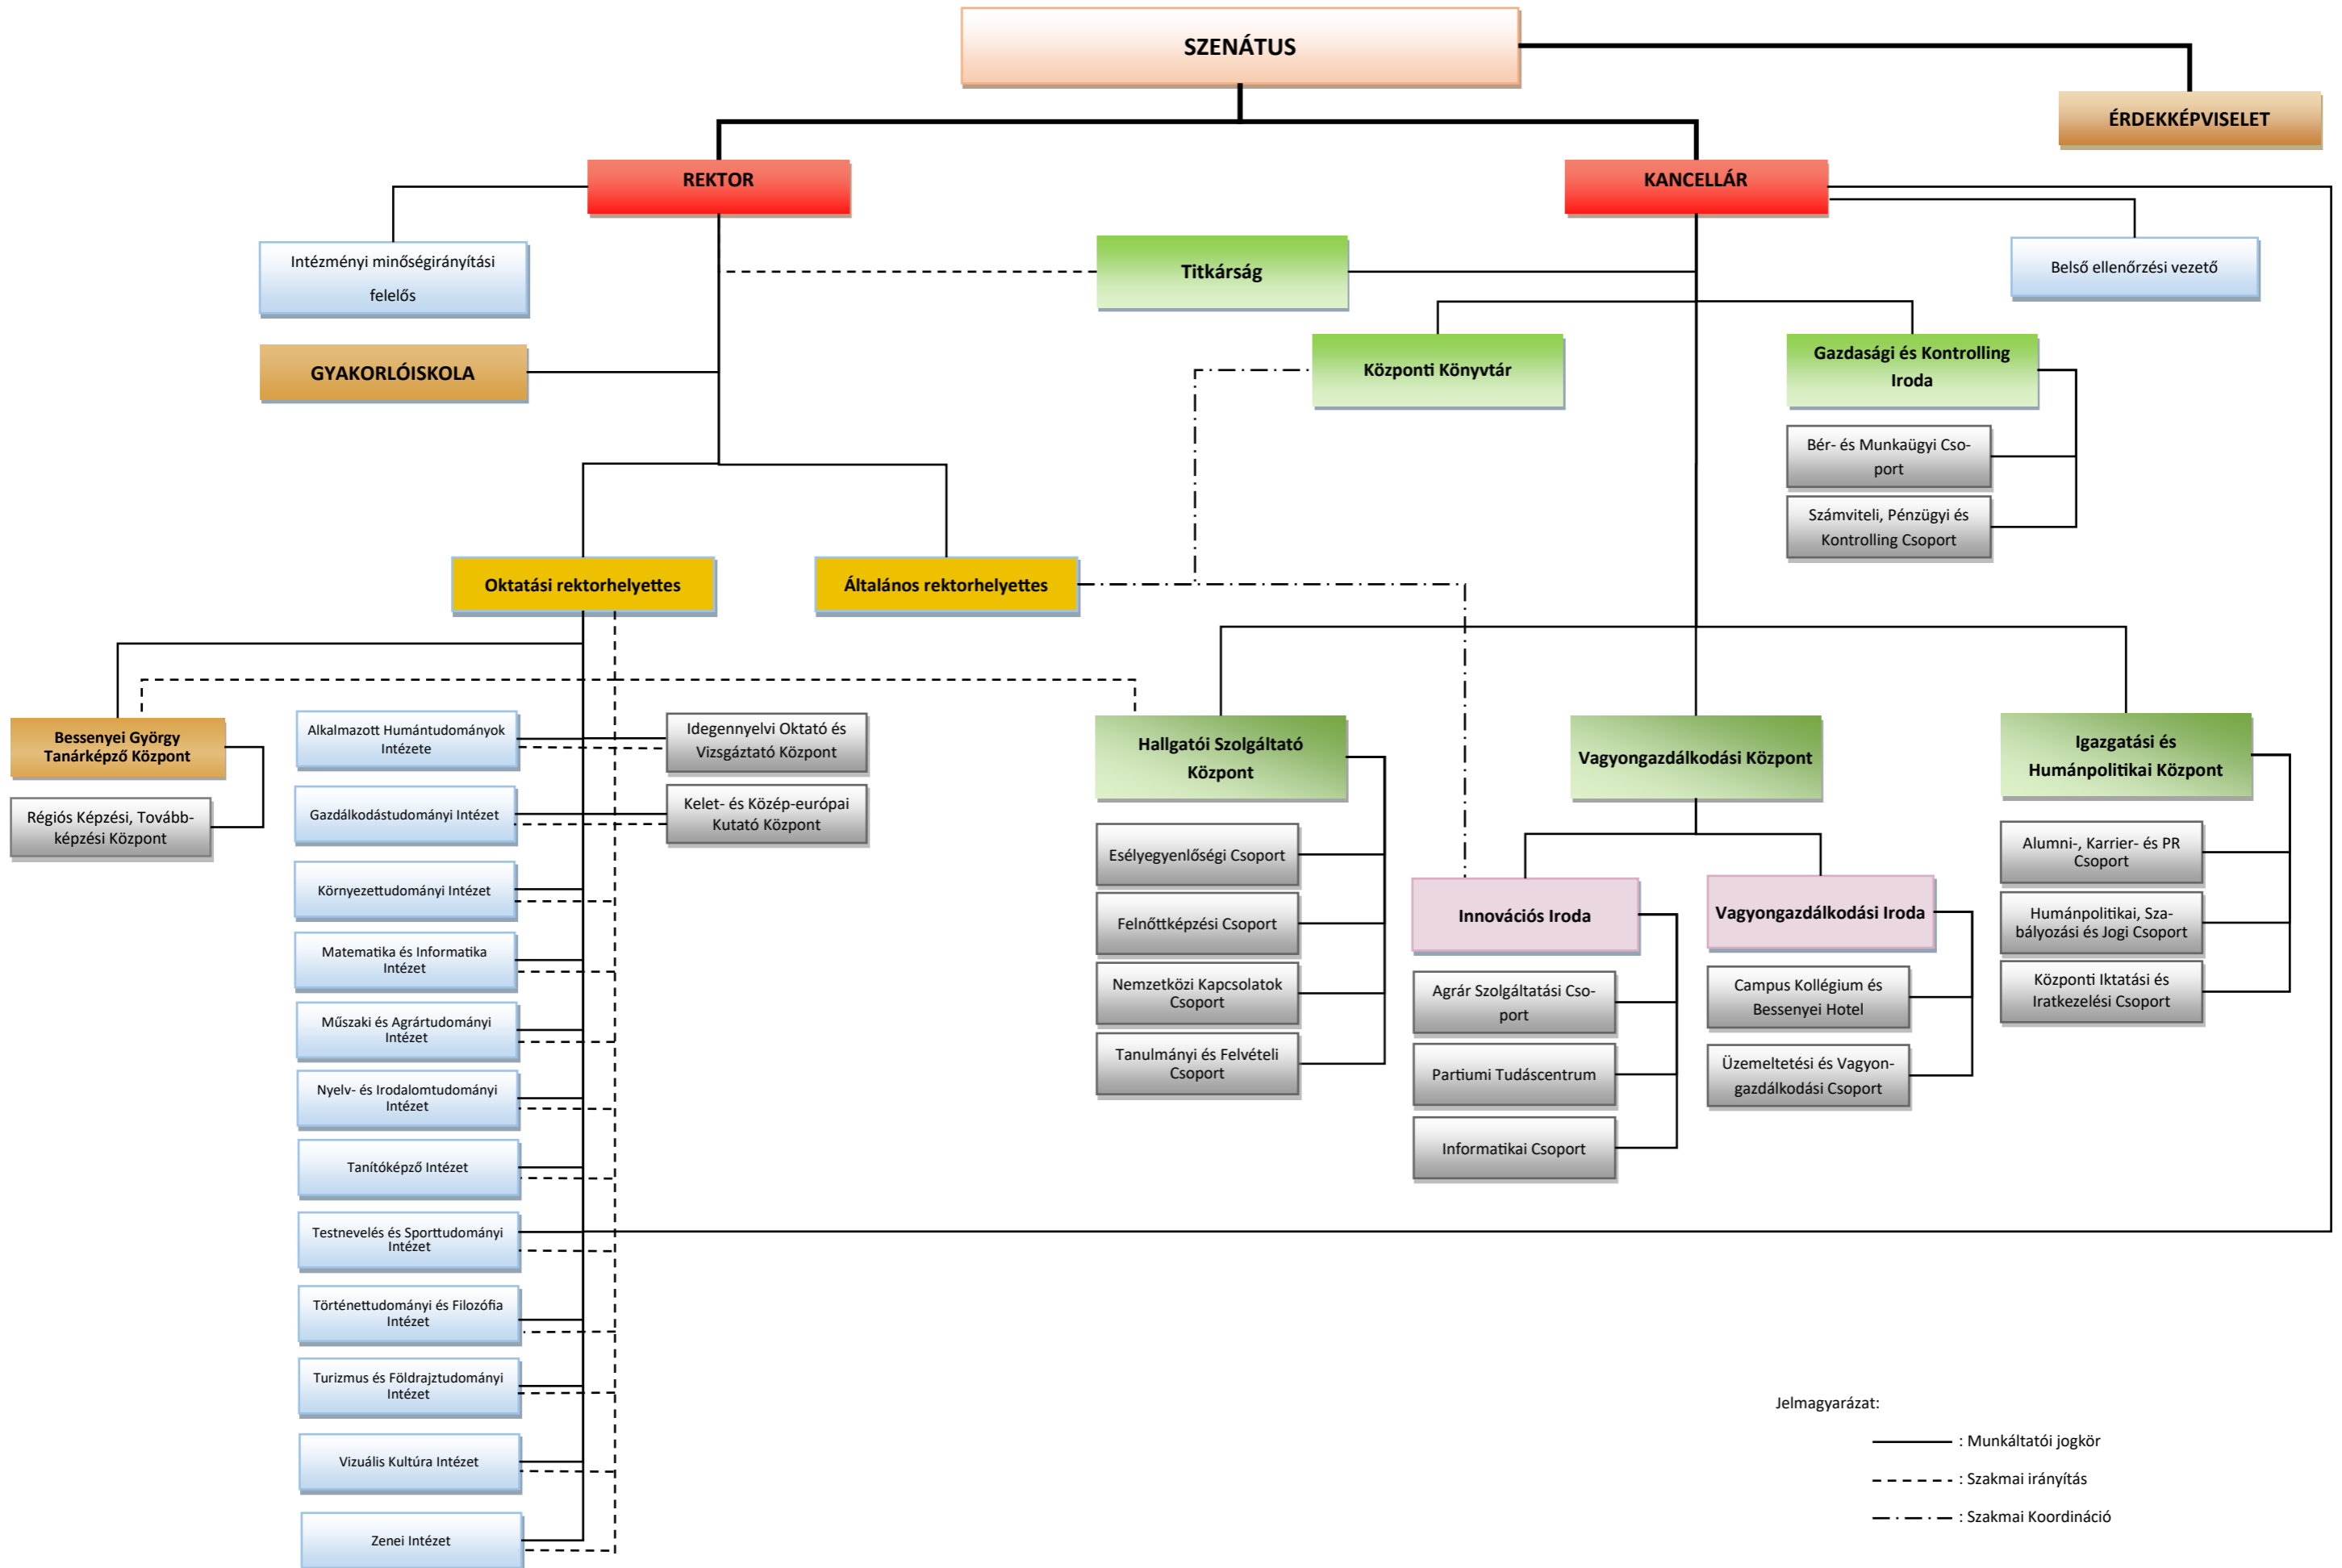 SZENÁTUS
ÉRDEKKÉPVISELET
REKTOR
KANCELLÁR
Intézményi minőségirányítási
felelős
Titkárság
Belső ellenőrzési vezető
GYAKORLÓISKOLA
Központi Könyvtár
Gazdasági és Kontrolling
Iroda
Bér- és Munkaügyi Cso-
port
Számviteli, Pénzügyi és
Kontrolling Csoport
Oktatási rektorhelyettes
Általános rektorhelyettes
Bessenyei György
Tanárképző Központ
Régiós Képzési, Tovább-
képzési Központ
Alkalmazott Humántudományok
Intézete
Idegennyelvi Oktató és
Vizsgáztató Központ
Gazdálkodástudományi Intézet
Kelet- és Közép-európai
Kutató Központ
Környezettudományi Intézet
Matematika és Informatika
Intézet
Műszaki és Agrártudományi
Intézet
Nyelv- és Irodalomtudományi
Intézet
Tanítóképző Intézet
Testnevelés és Sporttudományi
Intézet
Történettudományi és Filozófia
Intézet
Turizmus és Földrajztudományi
Intézet
Vizuális Kultúra Intézet
Zenei Intézet
Hallgatói Szolgáltató
Központ
Esélyegyenlőségi Csoport
Felnőttképzési Csoport
Nemzetközi Kapcsolatok
Csoport
Tanulmányi és Felvételi
Csoport
Vagyongazdálkodási Központ
Innovációs Iroda
Agrár Szolgáltatási Cso-
port
Partiumi Tudáscentrum
Informatikai Csoport
Vagyongazdálkodási Iroda
Campus Kollégium és
Bessenyei Hotel
Üzemeltetési és Vagyon-
gazdálkodási Csoport
Igazgatási és
Humánpolitikai Központ
Alumni-, Karrier- és PR
Csoport
Humánpolitikai, Sza-
bályozási és Jogi Csoport
Központi Iktatási és
Iratkezelési Csoport
Jelmagyarázat:
: Munkáltatói jogkör
: Szakmai irányítás
: Szakmai Koordináció